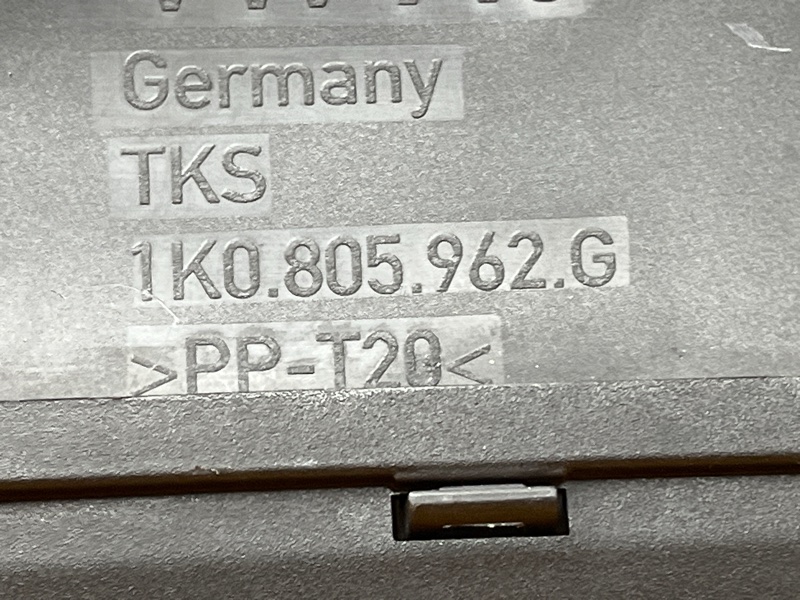 Germany
TKS
1K0.805.962.G
>PP-T20<